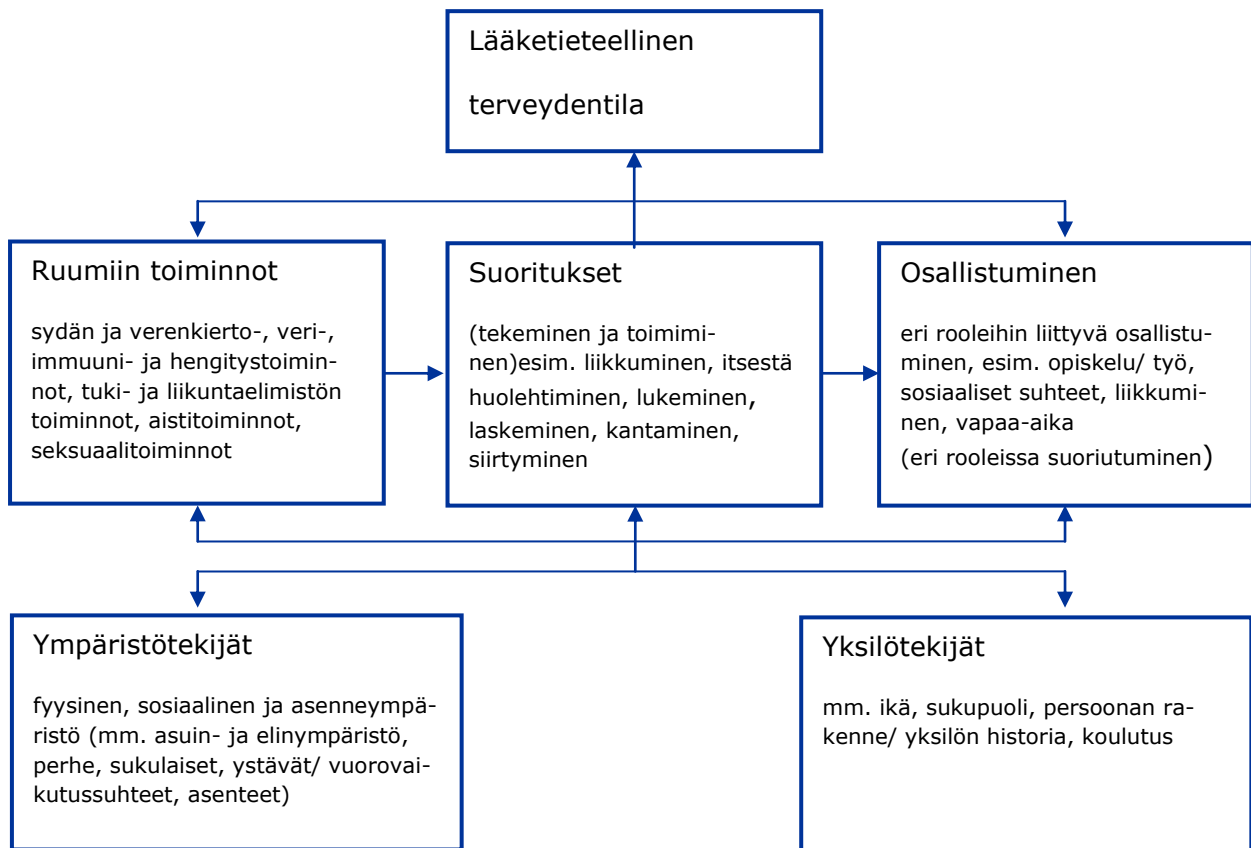 Lääketieteellinen
terveydentila
Ruumiin toiminnot
sydän ja verenkierto-, veri-,
immuuni- ja hengitystoimin-
not, tuki- ja liikuntaelimistön
toiminnot, aistitoiminnot,
seksuaalitoiminnot
Suoritukset
(tekeminen ja toimimi-
nen)esim. liikkuminen, itsestä
huolehtiminen, lukeminen,
laskeminen, kantaminen,
siirtyminen
Osallistuminen
eri rooleihin liittyvä osallistu-
minen, esim. opiskelu/ työ,
sosiaaliset suhteet, liikkumi-
nen, vapaa-aika
(eri rooleissa suoriutuminen)
Ympäristötekijät
fyysinen, sosiaalinen ja asenneympä-
ristö (mm. asuin- ja elinympäristö,
perhe, sukulaiset, ystävät/ vuorovai-
kutussuhteet, asenteet)
Yksilötekijät
mm. ikä, sukupuoli, persoonan ra-
kenne/ yksilön historia, koulutus